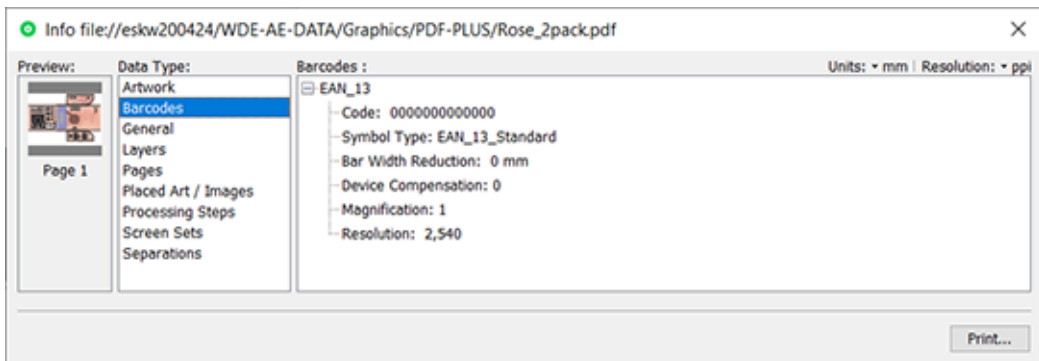 Info file://eskw200424/WDE-AE-DATA/Graphics/PDF-PLUS/Rose_2pack.pdf
Preview:
Page 1
Data Type:
Artwork
Barcodes
General
Layers
Pages
Placed Art / Images
Processing Steps
Screen Sets
Separations
Barcodes :
Units: mm | Resolution: ppi
EAN_13
Code: 0000000000000
Symbol Type: EAN_13_Standard
Bar Width Reduction: 0 mm
Device Compensation: 0
Magnification: 1
Resolution: 2,540
Print...